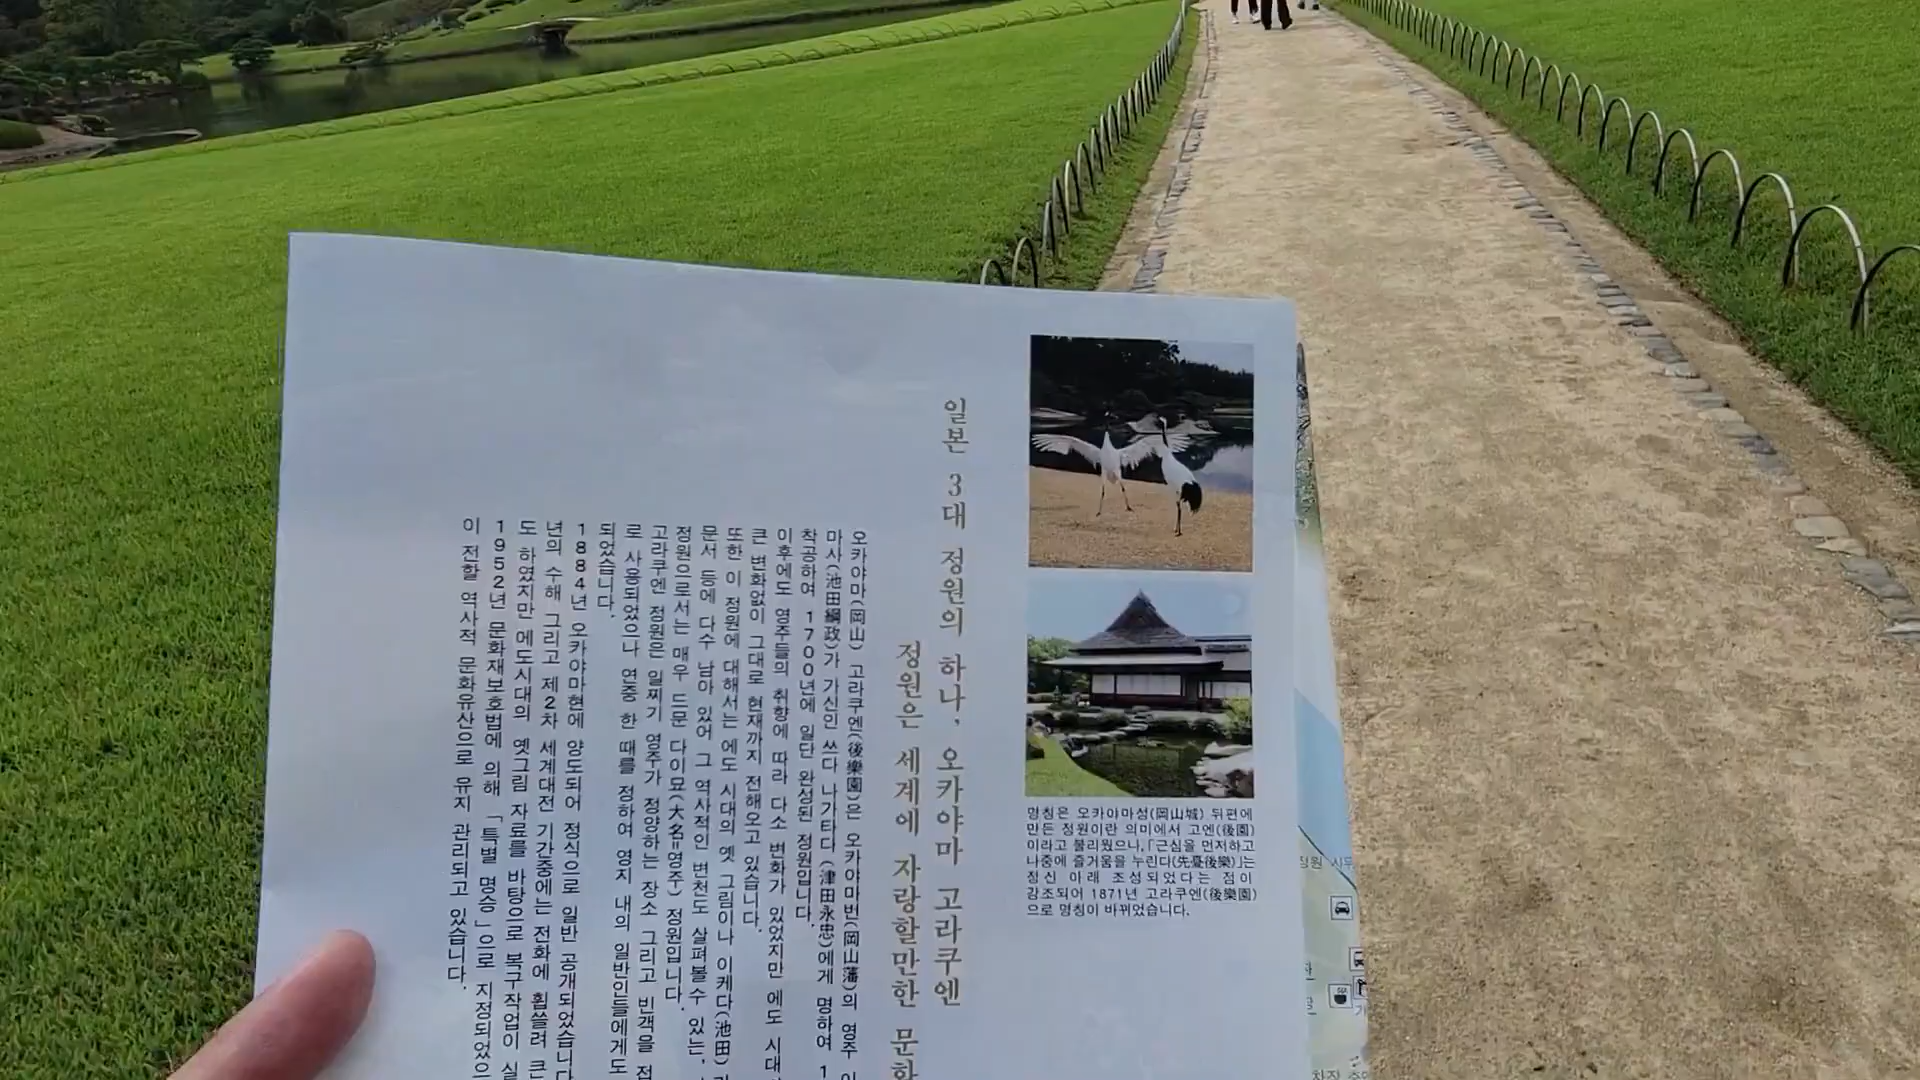 일본 3대 정원의 하나, 오카야마 고라쿠엔
정원은 세계에 자랑할만한 문화
오카야마(岡山) 고라쿠엔(後樂園)은 오카야마번(岡山藩)의 영주 이
마사(池田綱政)가 가신인 쓰다 나가타다 (津田永忠)에게 명하여 1
착공하여 1700년에 일단 완성된 정원입니다.
이후에도 영주들의 취향에 따라 다소 변화가 있었지만 에도 시대
큰 변화없이 그대로 현재까지 전해오고 있습니다.
또한 이 정원에 대해서는 에도 시대의 옛 그림이나 이케다(池田)
문서 등에 다수 남아 있어 그 역사적인 변천도 살펴볼수 있는,
정원으로서는 매우 드문 다이묘(大名=영주) 정원입니다.
고라쿠엔 정원은 일찌기 영주가 정양하는 장소 그리고 빈객을 접
로 사용되었으나 연중 한 때를 정하여 영지 내의 일반인들에게도
되었습니다.
1884년 오카야마현에 양도되어 정식으로 일반 공개되었습니다
년의 수해 그리고 제2차 세계대전 기간중에는 전화에 휩쓸려 큰
도 하였지만 에도시대의 옛그림 자료를 바탕으로 복구작업이 실
1952년 문화재보호법에 의해 「특별 명승」으로 지정되었으
이 전할 역사적 문화유산으로 유지 관리되고 있습니다.
명칭은 오카야마성(岡山城) 뒤편에
만든 정원이란 의미에서 고엔(後園)
이라고 불리웠으나, 「근심을 먼저하고
나중에 즐거움을 누린다(先憂後樂)」는
정신 아래 조성되었다는 점이
강조되어 1871년 고라쿠엔(後樂園)
으로 명칭이 바뀌었습니다.
정원 사무